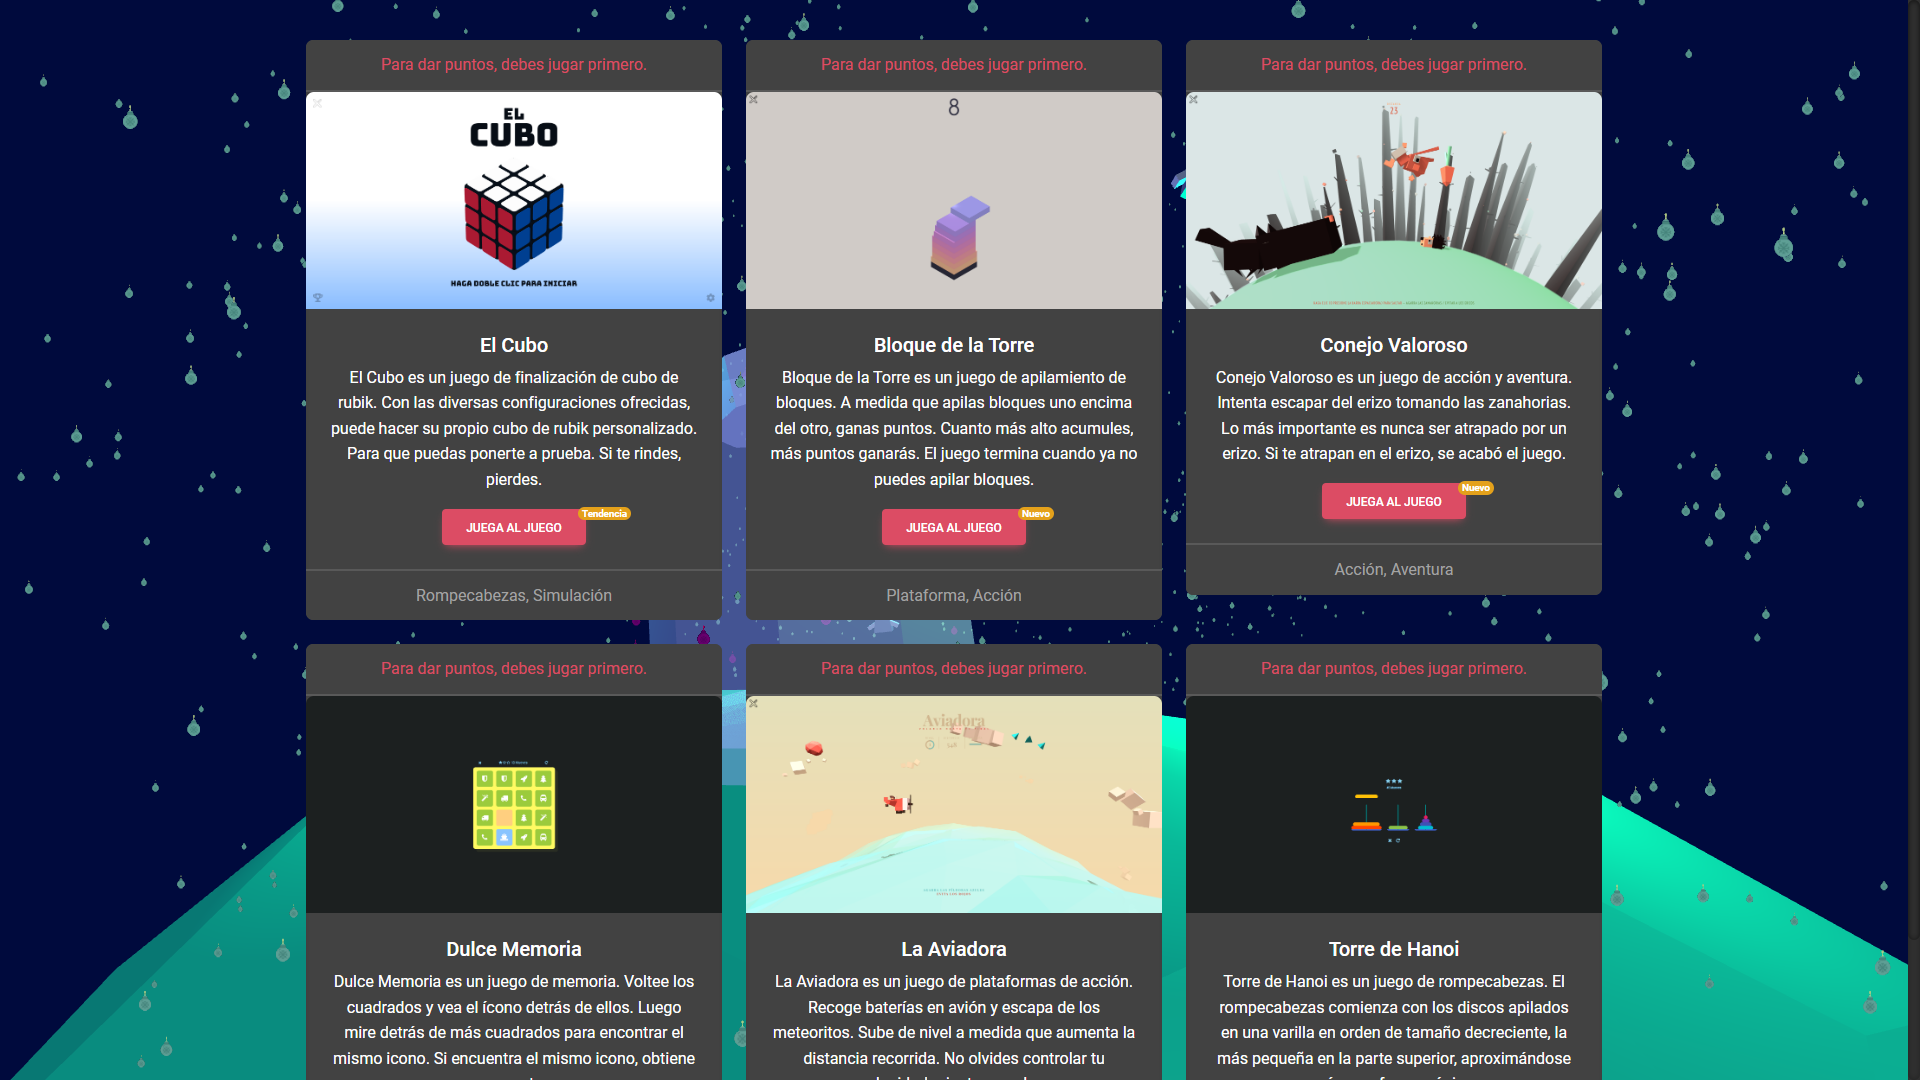 Para dar puntos, debes jugar primero.
EL
CUBO
HAGA DOBLE CLIC PARA INICIAR
El Cubo
El Cubo es un juego de finalización de cubo de
rubik. Con las diversas configuraciones ofrecidas,
puede hacer su propio cubo de rubik personalizado.
Para que puedas ponerte a prueba. Si te rindes,
pierdes.
JUEGA AL JUEGO
Tendencia
Rompecabezas, Simulación
Para dar puntos, debes jugar primero.
8
Bloque de la Torre
Bloque de la Torre es un juego de apilamiento de
bloques. A medida que apilas bloques uno encima
del otro, ganas puntos. Cuanto más alto acumules,
más puntos ganarás. El juego termina cuando ya no
puedes apilar bloques.
JUEGA AL JUEGO
Nuevo
Plataforma, Acción
Para dar puntos, debes jugar primero.
23
Conejo Valoroso
Conejo Valoroso es un juego de acción y aventura.
Intenta escapar del erizo tomando las zanahorias.
Lo más importante es nunca ser atrapado por un
erizo. Si te atrapan en el erizo, se acabó el juego.
JUEGA AL JUEGO
Nuevo
Acción, Aventura
Para dar puntos, debes jugar primero.
Dulce Memoria
Dulce Memoria es un juego de memoria. Voltee los
cuadrados y vea el ícono detrás de ellos. Luego
mire detrás de más cuadrados para encontrar el
mismo icono. Si encuentra el mismo icono, obtiene
Para dar puntos, debes jugar primero.
Aviadora
La Aviadora
La Aviadora es un juego de plataformas de acción.
Recoge baterías en avión y escapa de los
meteoritos. Sube de nivel a medida que aumenta la
distancia recorrida. No olvides controlar tu
Para dar puntos, debes jugar primero.
Torre de Hanoi
Torre de Hanoi es un juego de rompecabezas. El
rompecabezas comienza con los discos apilados
en una varilla en orden de tamaño decreciente, la
más pequeña en la parte superior, aproximándose